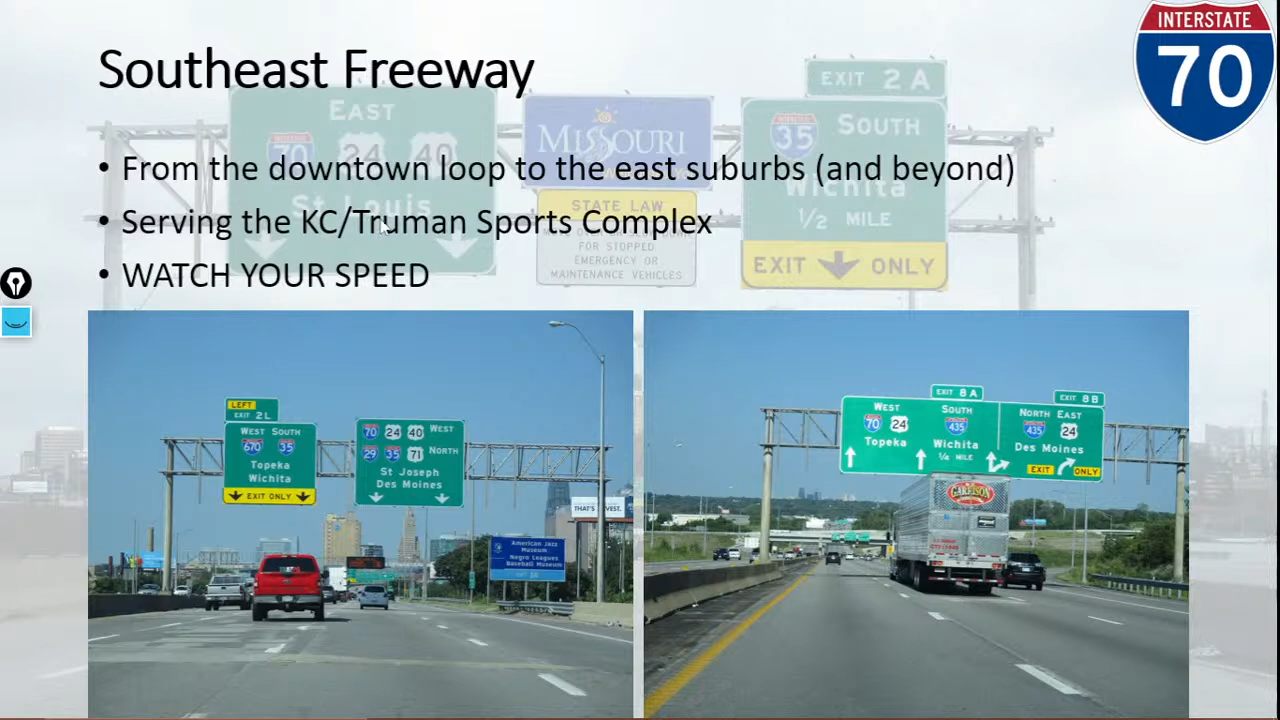 Southeast Freeway
• From the downtown loop to the east suburbs (and beyond)
• Serving the KC/Truman Sports Complex
• WATCH YOUR SPEED
INTERSTATE
70
EAST
INTERSTATE 70 24 40
St Louis
MISSOURI
STATE LAW
FOR STOPPED
EMERGENCY OR
MAINTENANCE VEHICLES
EXIT 2A
INTERSTATE 35 SOUTH
Wichita
1/2 MILE
EXIT ONLY
LEFT
EXIT 2L
WEST SOUTH
670 35
Topeka
Wichita
EXIT ONLY
70 24 40 WEST
29 35 71 NORTH
St Joseph
Des Moines
American Jazz
Museum
Negro Leagues
Baseball Museum
EXIT 8A
EXIT 8B
WEST
70 24
Topeka
SOUTH
435
Wichita
1/4 MILE
NORTH EAST
435 24
Des Moines
EXIT ONLY
GARRISON